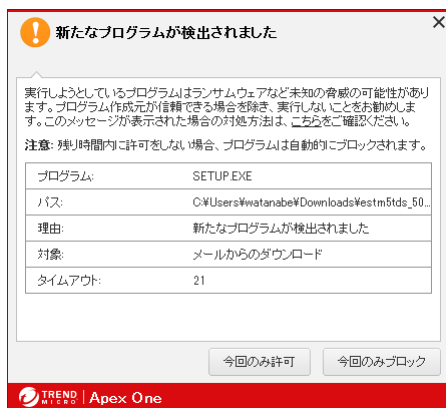 新たなプログラムが検出されました
実行しようとしているプログラムはランサムウェアなど未知の脅威の可能性があり
ます。プログラム作成元が信頼できる場合を除き、実行しないことをお勧めしま
す。このメッセージが表示された場合の対処方法は、こちらをご確認ください。
注意: 残り時間内に許可をしない場合、プログラムは自動的にブロックされます。
プログラム: SETUP.EXE
パス: C:¥Users¥watanabe¥Downloads¥estm5tds_50...
理由: 新たなプログラムが検出されました
対象: メールからのダウンロード
タイムアウト: 21
今回のみ許可 今回のみブロック
TREND MICRO | Apex One